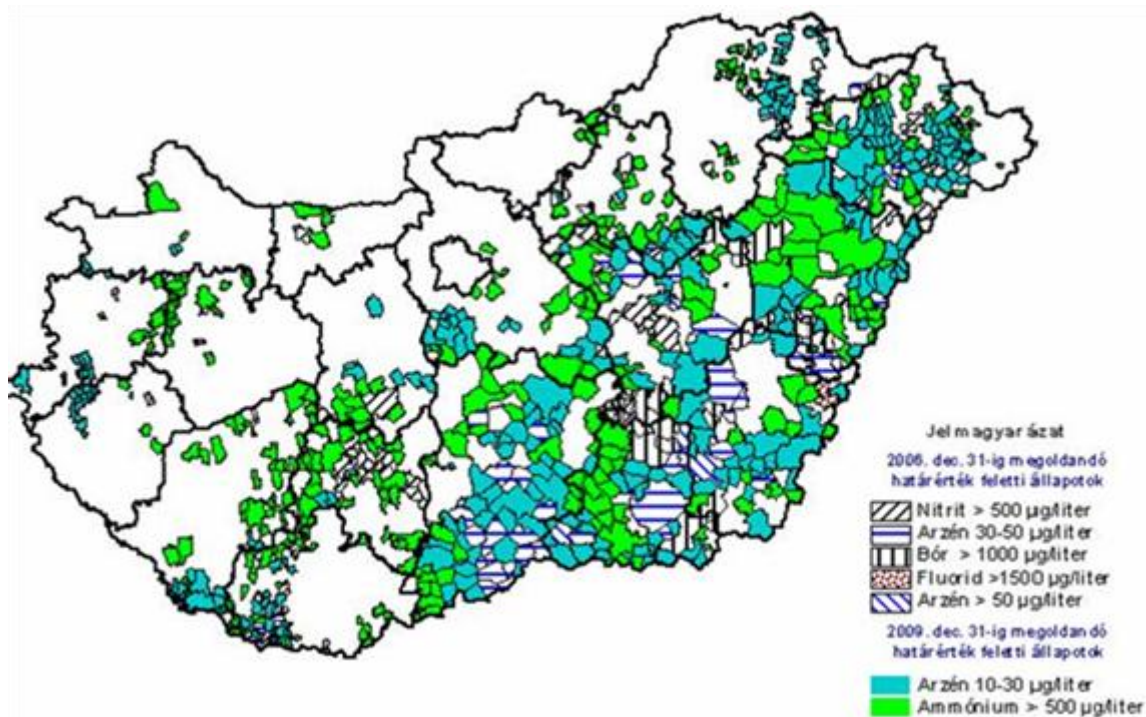 Jelmagyarázat
2006. dec. 31-ig megoldandó
határérték feletti állapotok
Nitrit > 500 µg/liter
Arzén 30-50 µg/liter
Bór > 1000 µg/liter
Fluorid >1500 µg/liter
Arzén > 50 µg/liter
2009. dec. 31-ig megoldandó
határérték feletti állapotok
Arzén 10-30 µg/liter
Ammónium > 500 µg/liter